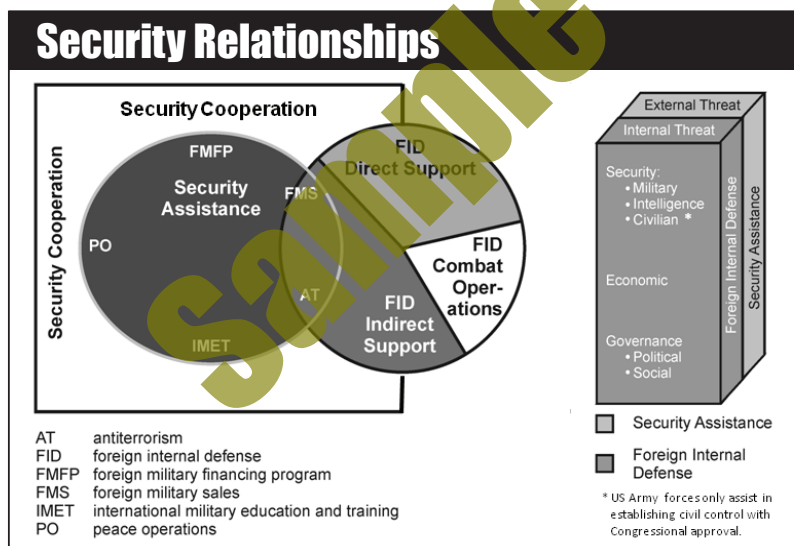 Security Relationships
Security Cooperation
Security Cooperation
FMFP
Security
Assistance
FMS
PO
AT
IMET
FID
Direct Support
FID
Combat
Oper-
ations
FID
Indirect
Support
Sample
External Threat
Internal Threat
Security:
• Military
• Intelligence
• Civilian *
Economic
Governance
• Political
• Social
Foreign Internal Defense
Security Assistance
Security Assistance
Foreign Internal
Defense
* US Army forces only assist in
establishing civil control with
Congressional approval.
AT antiterrorism
FID foreign internal defense
FMFP foreign military financing program
FMS foreign military sales
IMET international military education and training
PO peace operations